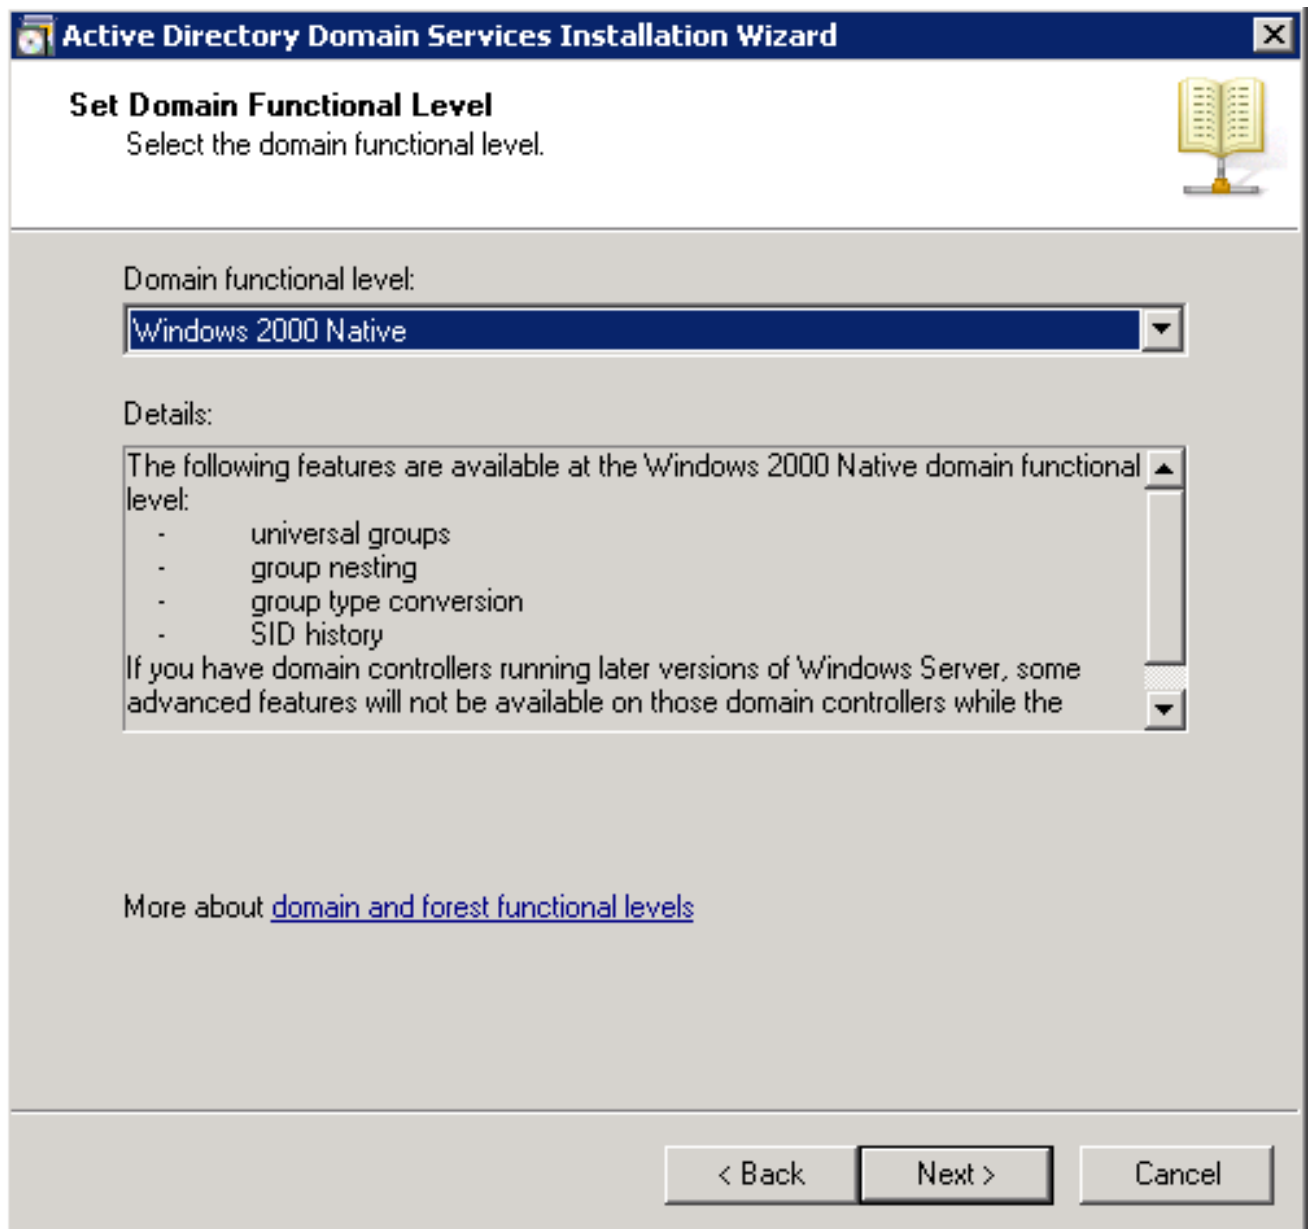 Active Directory Domain Services Installation Wizard
Set Domain Functional Level
Select the domain functional level.
Domain functional level:
Windows 2000 Native
Details:
The following features are available at the Windows 2000 Native domain functional
level:
- universal groups
- group nesting
- group type conversion
- SID history
If you have domain controllers running later versions of Windows Server, some
advanced features will not be available on those domain controllers while the
More about domain and forest functional levels
< Back Next > Cancel